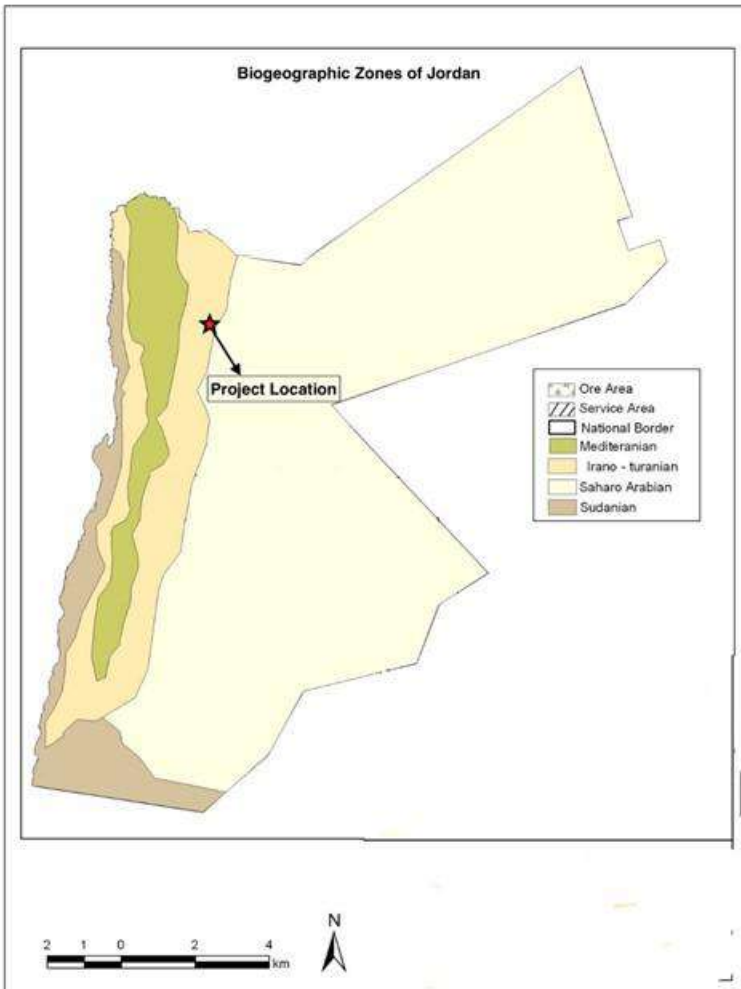 Biogeographic Zones of Jordan
Project Location
Ore Area
Service Area
National Border
Mediteranian
Irano - turanian
Saharo Arabian
Sudanian
N
2 1 0 2 4
km